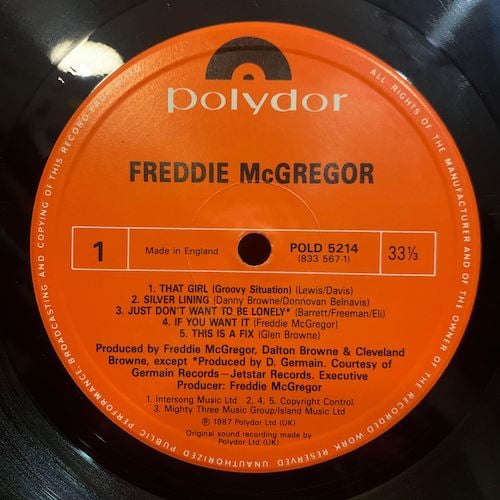 polydor
FREDDIE McGREGOR
1
Made in England
POLD 5214
(833 567-1)
33⅓
1. THAT GIRL (Groovy Situation) (Lewis/Davis)
2. SILVER LINING (Danny Browne/Donnovan Belnavis)
3. JUST DON'T WANT TO BE LONELY* (Barrett/Freeman/Eli)
4. IF YOU WANT IT (Freddie McGregor)
5. THIS IS A FIX (Glen Browne)
Produced by Freddie McGregor, Dalton Browne & Cleveland
Browne, except *Produced by D. Germain. Courtesy of
Germain Records—Jetstar Records. Executive
Producer: Freddie McGregor
1. Intersong Music Ltd 2, 4, 5. Copyright Control
3. Mighty Three Music Group/Island Music Ltd
℗ 1987 Polydor Ltd (UK)
Original sound recording made by
Polydor Ltd (UK)
ALL RIGHTS OF THE MANUFACTURER AND OF THE OWNER OF THE RECORDED WORK RESERVED. UNAUTHORIZED PUBLIC PERFORMANCE, BROADCASTING AND COPYING OF THIS RECORD